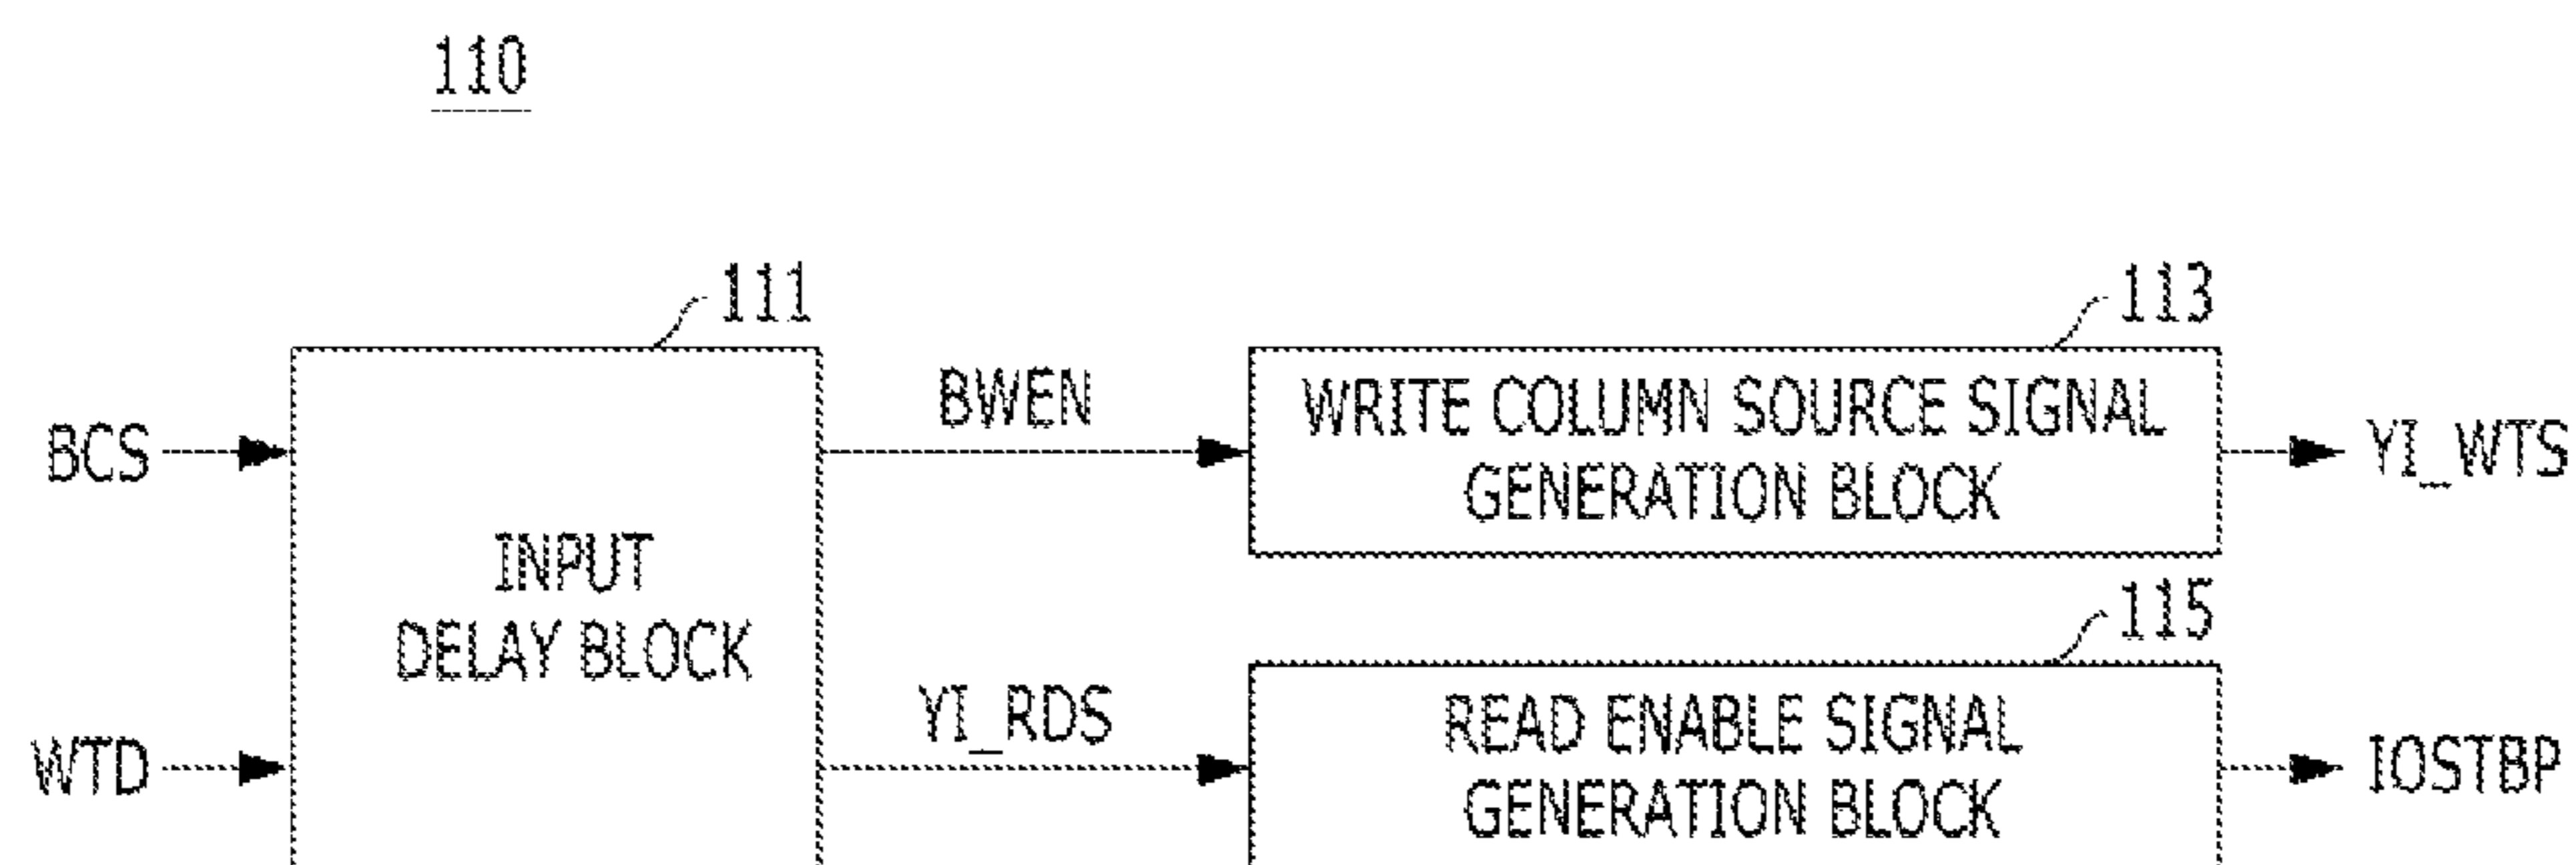 110
111
113
BCS
BWEN
WRITE COLUMN SOURCE SIGNAL
GENERATION BLOCK
YI_WTS
INPUT
DELAY BLOCK
115
WTD
YI_RDS
READ ENABLE SIGNAL
GENERATION BLOCK
IOSTBP